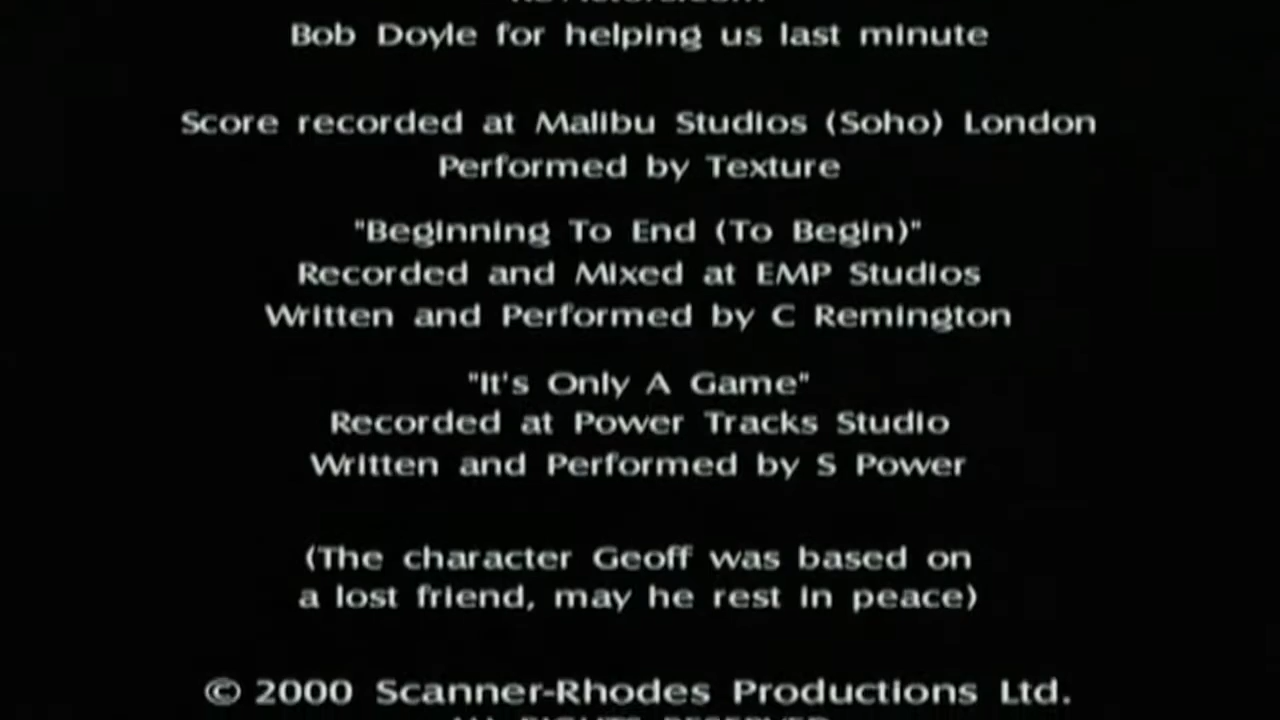 Bob Doyle for helping us last minute
Score recorded at Malibu Studios (Soho) London
Performed by Texture
"Beginning To End (To Begin)"
Recorded and Mixed at EMP Studios
Written and Performed by C Remington
"It's Only A Game"
Recorded at Power Tracks Studio
Written and Performed by S Power
(The character Geoff was based on
a lost friend, may he rest in peace)
© 2000 Scanner-Rhodes Productions Ltd.
ALL RIGHTS RESERVED